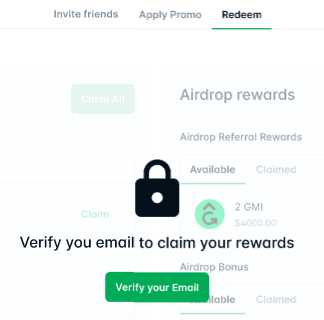 Invite friends Apply Promo Redeem
Claim All
Airdrop rewards
Airdrop Referral Rewards
Available Claimed
2 GMI
$4000.00
Claim
Verify you email to claim your rewards
Airdrop Bonus
Verify your Email
Available Claimed